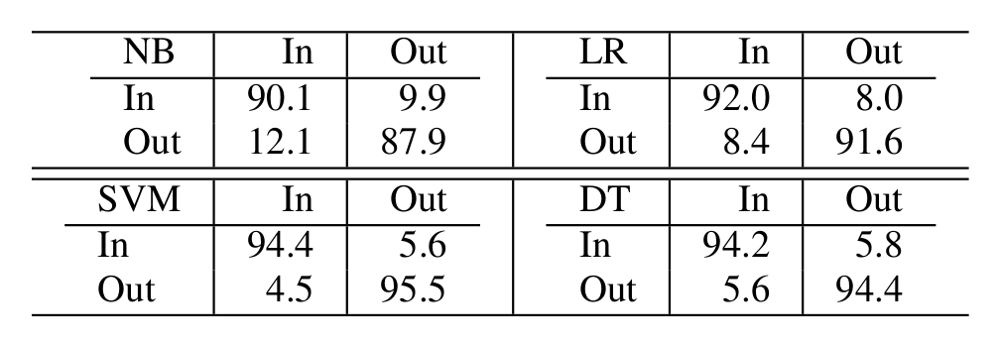 NB In Out LR In Out
In 90.1 9.9 In 92.0 8.0
Out 12.1 87.9 Out 8.4 91.6
SVM In Out DT In Out
In 94.4 5.6 In 94.2 5.8
Out 4.5 95.5 Out 5.6 94.4